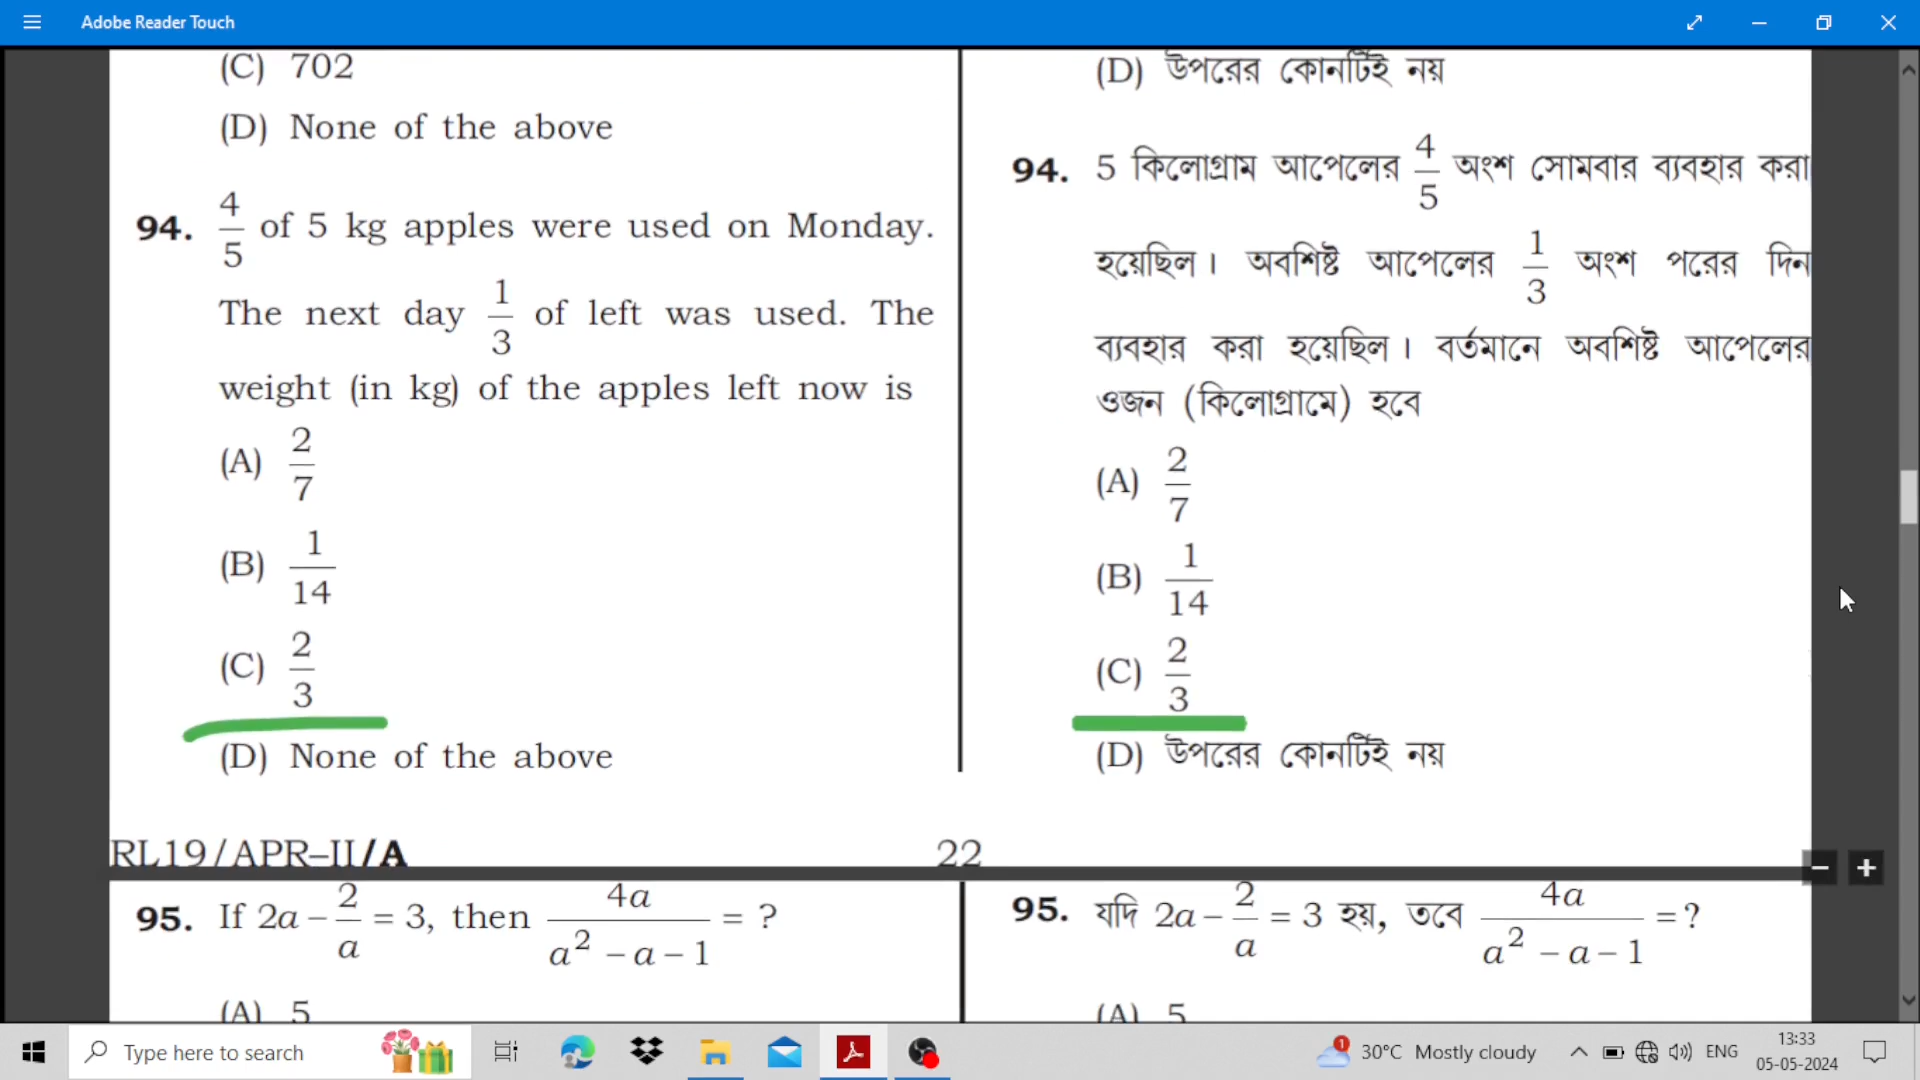 Adobe Reader Touch
(C) 702
(D) None of the above
94. 4/5 of 5 kg apples were used on Monday.
The next day 1/3 of left was used. The
weight (in kg) of the apples left now is
(A) 2/7
(B) 1/14
(C) 2/3
(D) None of the above
(D) উপরের কোনটিই নয়
94. 5 কিলোগ্রাম আপেলের 4/5 অংশ সোমবার ব্যবহার করা
হয়েছিল। অবশিষ্ট আপেলের 1/3 অংশ পরের দিন
ব্যবহার করা হয়েছিল। বর্তমানে অবশিষ্ট আপেলের
ওজন (কিলোগ্রামে) হবে
(A) 2/7
(B) 1/14
(C) 2/3
(D) উপরের কোনটিই নয়
RL19/APR–II/A 22
95. If 2a – 2/a = 3, then 4a/(a² – a – 1) = ?
(A) 5
95. যদি 2a – 2/a = 3 হয়, তবে 4a/(a² – a – 1) = ?
(A) 5
Type here to search
1
30°C Mostly cloudy
ENG
13:33
05-05-2024